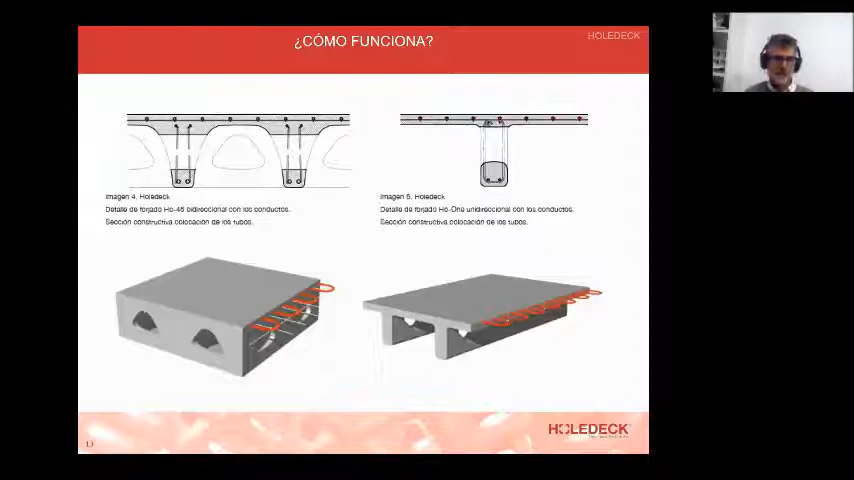 ¿CÓMO FUNCIONA?
HOLEDECK
Imagen 4. Holedeck
Detalle de forjado Ho-45 bidireccional con los conductos.
Sección constructiva colocación de los tubos.
Imagen 5. Holedeck
Detalle de forjado Ho-One unidireccional con los conductos.
Sección constructiva colocación de los tubos.
13
HOLEDECK